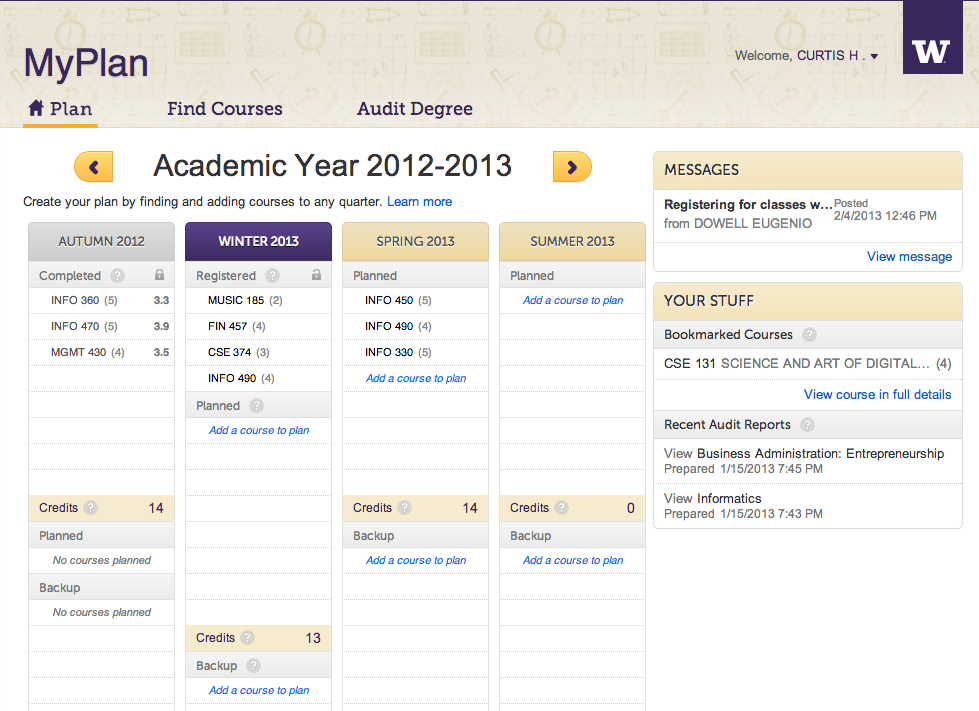 MyPlan
Welcome, CURTIS H .
W
Plan
Find Courses
Audit Degree
Academic Year 2012-2013
Create your plan by finding and adding courses to any quarter. Learn more
AUTUMN 2012
Completed ?
INFO 360 (5) 3.3
INFO 470 (5) 3.9
MGMT 430 (4) 3.5
Credits ? 14
Planned
No courses planned
Backup
No courses planned
WINTER 2013
Registered ?
MUSIC 185 (2)
FIN 457 (4)
CSE 374 (3)
INFO 490 (4)
Planned ?
Add a course to plan
Credits ? 13
Backup ?
Add a course to plan
SPRING 2013
Planned
INFO 450 (5)
INFO 490 (4)
INFO 330 (5)
Add a course to plan
Credits ? 14
Backup
Add a course to plan
SUMMER 2013
Planned
Add a course to plan
Credits ? 0
Backup
Add a course to plan
MESSAGES
Registering for classes w... Posted
2/4/2013 12:46 PM
from DOWELL EUGENIO
View message
YOUR STUFF
Bookmarked Courses ?
CSE 131 SCIENCE AND ART OF DIGITAL... (4)
View course in full details
Recent Audit Reports ?
View Business Administration: Entrepreneurship
Prepared 1/15/2013 7:45 PM
View Informatics
Prepared 1/15/2013 7:43 PM